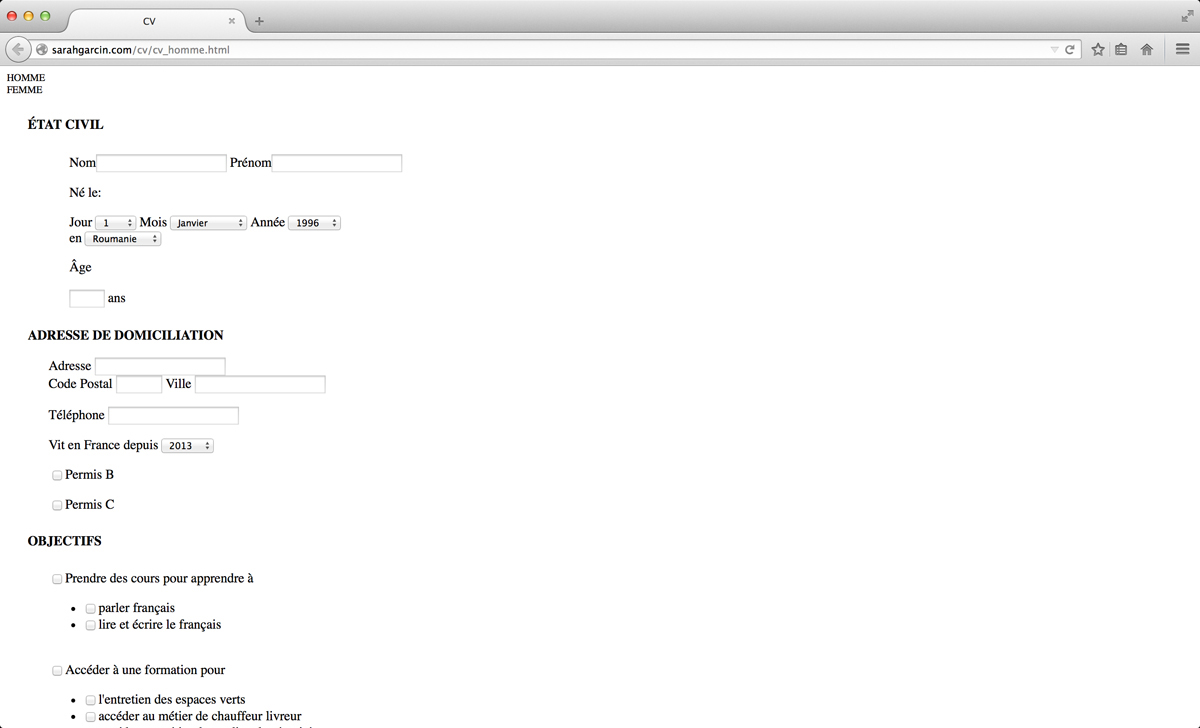 CV
sarahgarcin.com/cv/cv_homme.html
HOMME
FEMME
ÉTAT CIVIL
Nom Prénom
Né le:
Jour 1 Mois Janvier Année 1996
en Roumanie
Âge
ans
ADRESSE DE DOMICILIATION
Adresse
Code Postal Ville
Téléphone
Vit en France depuis 2013
Permis B
Permis C
OBJECTIFS
Prendre des cours pour apprendre à
parler français
lire et écrire le français
Accéder à une formation pour
l'entretien des espaces verts
accéder au métier de chauffeur livreur